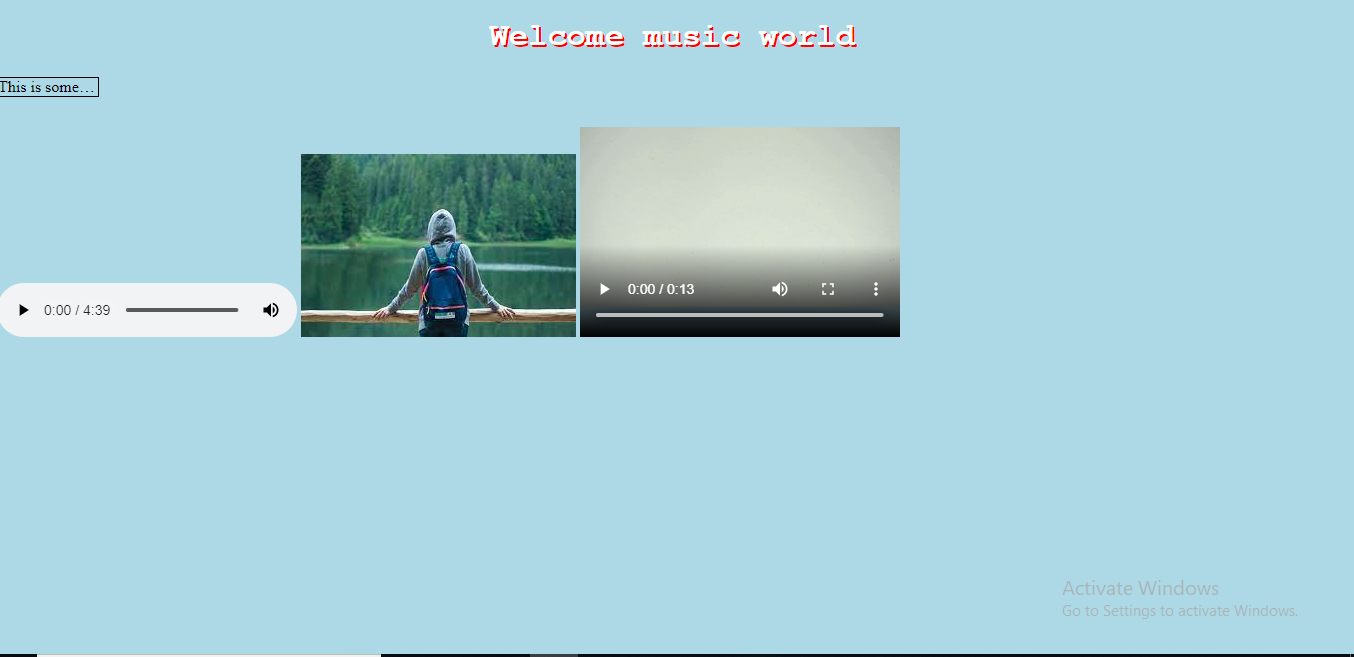 Welcome music world
This is some…
0:00 / 4:39
0:00 / 0:13
Activate Windows
Go to Settings to activate Windows.